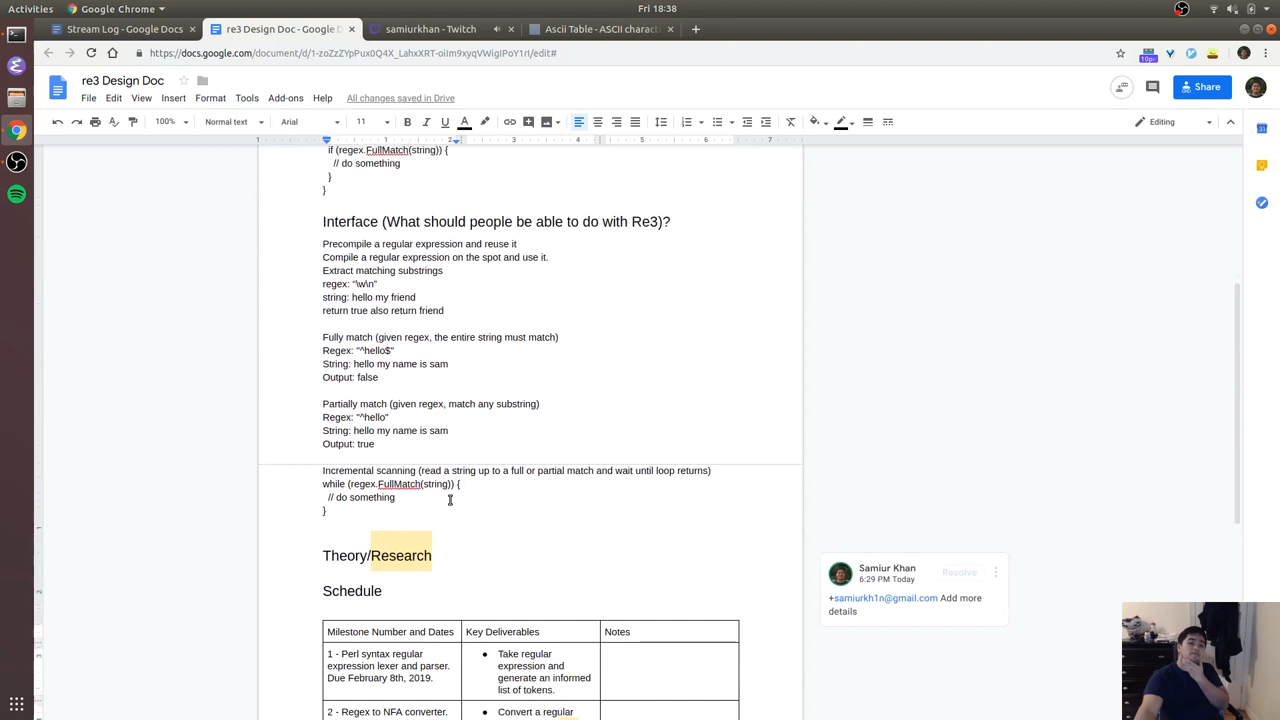 Activities
Google Chrome
Fri 18:38
Stream Log - Google Docs
re3 Design Doc - Google D
samiurkhan - Twitch
Ascii Table - ASCII charact
https://docs.google.com/document/d/1-zoZzZYpPux0Q4X_LahxXRT-oiIm9xyqVWigIPoY1rI/edit#
re3 Design Doc
File Edit View Insert Format Tools Add-ons Help All changes saved in Drive
Share
100% Normal text Arial 11 B I U A Editing
1 1 2 3 4 5 6 7
if (regex.FullMatch(string)) {
// do something
}
}
Interface (What should people be able to do with Re3)?
Precompile a regular expression and reuse it
Compile a regular expression on the spot and use it.
Extract matching substrings
regex: "\w\n"
string: hello my friend
return true also return friend
Fully match (given regex, the entire string must match)
Regex: "^hello$"
String: hello my name is sam
Output: false
Partially match (given regex, match any substring)
Regex: "^hello"
String: hello my name is sam
Output: true
Incremental scanning (read a string up to a full or partial match and wait until loop returns)
while (regex.FullMatch(string)) {
// do something
}
Theory/Research
Schedule
Samiur Khan
6:29 PM Today
Resolve
+samiurkh1n@gmail.com Add more
details
Milestone Number and Dates
Key Deliverables
Notes
1 - Perl syntax regular
expression lexer and parser.
Due February 8th, 2019.
● Take regular
expression and
generate an informed
list of tokens.
2 - Regex to NFA converter.
● Convert a regular